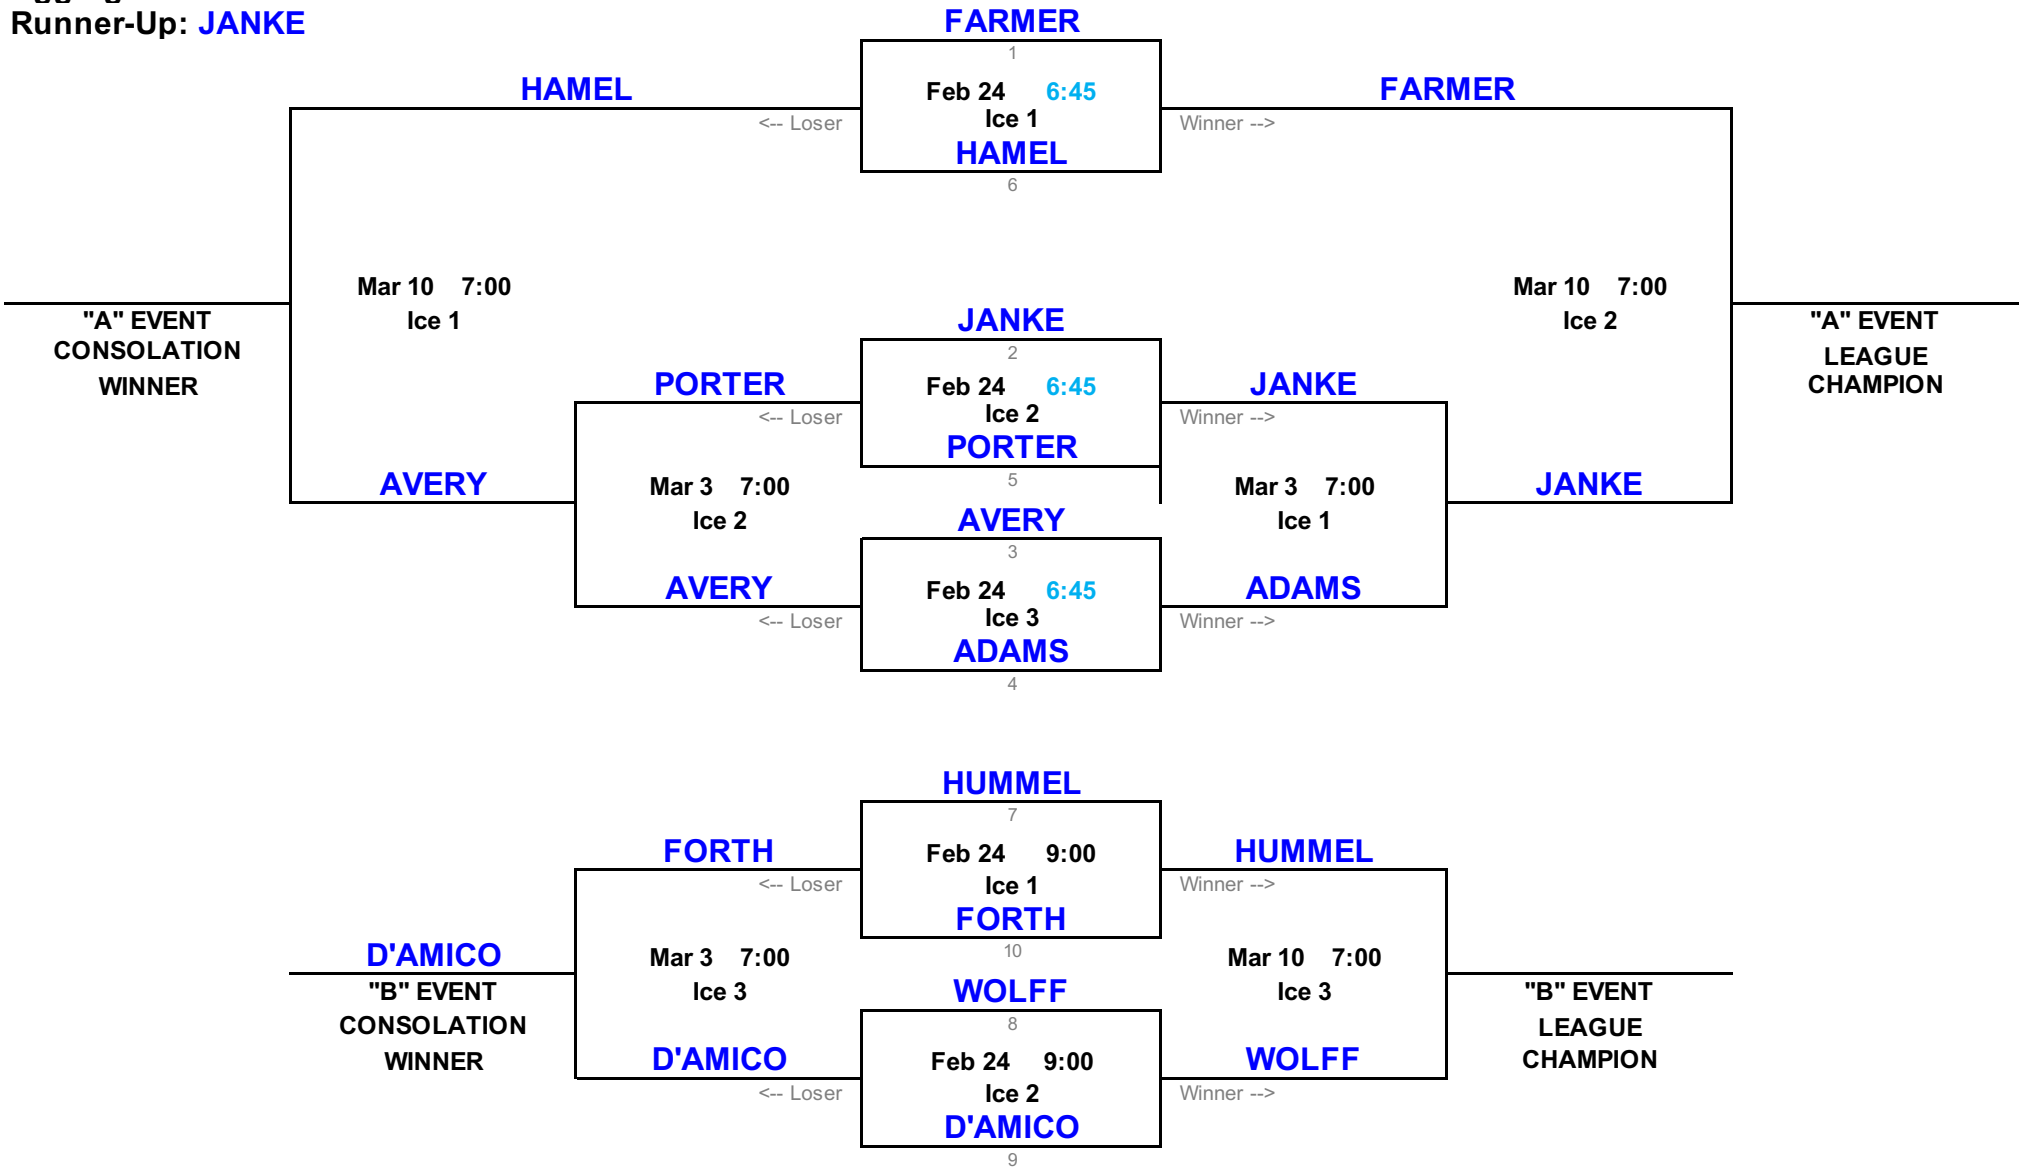 Runner-Up: JANKE
FARMER
1
HAMEL
Feb 24 6:45
FARMER
<-- Loser
Ice 1
Winner -->
HAMEL
6
Mar 10 7:00
Mar 10 7:00
"A" EVENT
Ice 1
JANKE
Ice 2
"A" EVENT
CONSOLATION
2
LEAGUE
WINNER
PORTER
Feb 24 6:45
JANKE
CHAMPION
<-- Loser
Ice 2
Winner -->
PORTER
5
AVERY
Mar 3 7:00
Mar 3 7:00
JANKE
Ice 2
AVERY
Ice 1
3
AVERY
Feb 24 6:45
ADAMS
<-- Loser
Ice 3
Winner -->
ADAMS
4
HUMMEL
7
FORTH
Feb 24 9:00
HUMMEL
<-- Loser
Ice 1
Winner -->
FORTH
10
D'AMICO
Mar 3 7:00
Mar 10 7:00
"B" EVENT
Ice 3
WOLFF
Ice 3
"B" EVENT
CONSOLATION
8
LEAGUE
WINNER
D'AMICO
Feb 24 9:00
WOLFF
CHAMPION
<-- Loser
Ice 2
Winner -->
D'AMICO
9